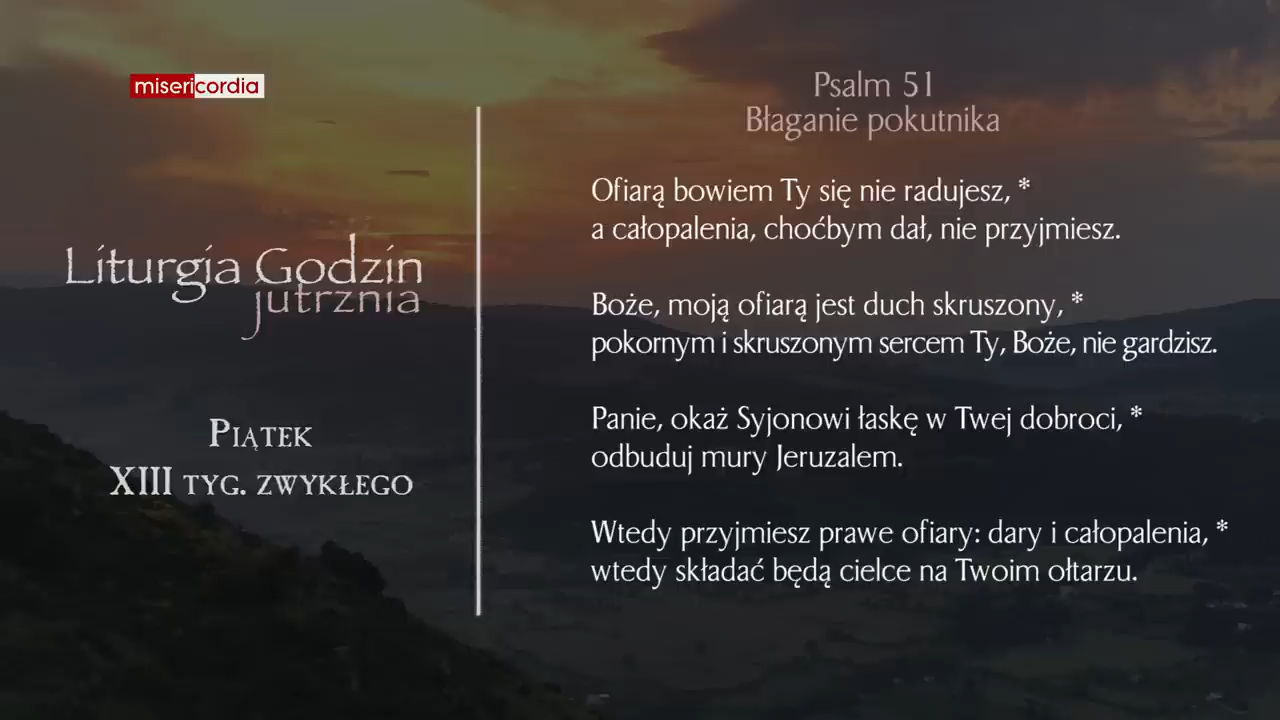 misericordia
Liturgia Godzin
jutrznia
Piątek
XIII tyg. zwykłego
Psalm 51
Błaganie pokutnika
Ofiarą bowiem Ty się nie radujesz, *
a całopalenia, choćbym dał, nie przyjmiesz.
Boże, moją ofiarą jest duch skruszony, *
pokornym i skruszonym sercem Ty, Boże, nie gardzisz.
Panie, okaż Syjonowi łaskę w Twej dobroci, *
odbuduj mury Jeruzalem.
Wtedy przyjmiesz prawe ofiary: dary i całopalenia, *
wtedy składać będą cielce na Twoim ołtarzu.